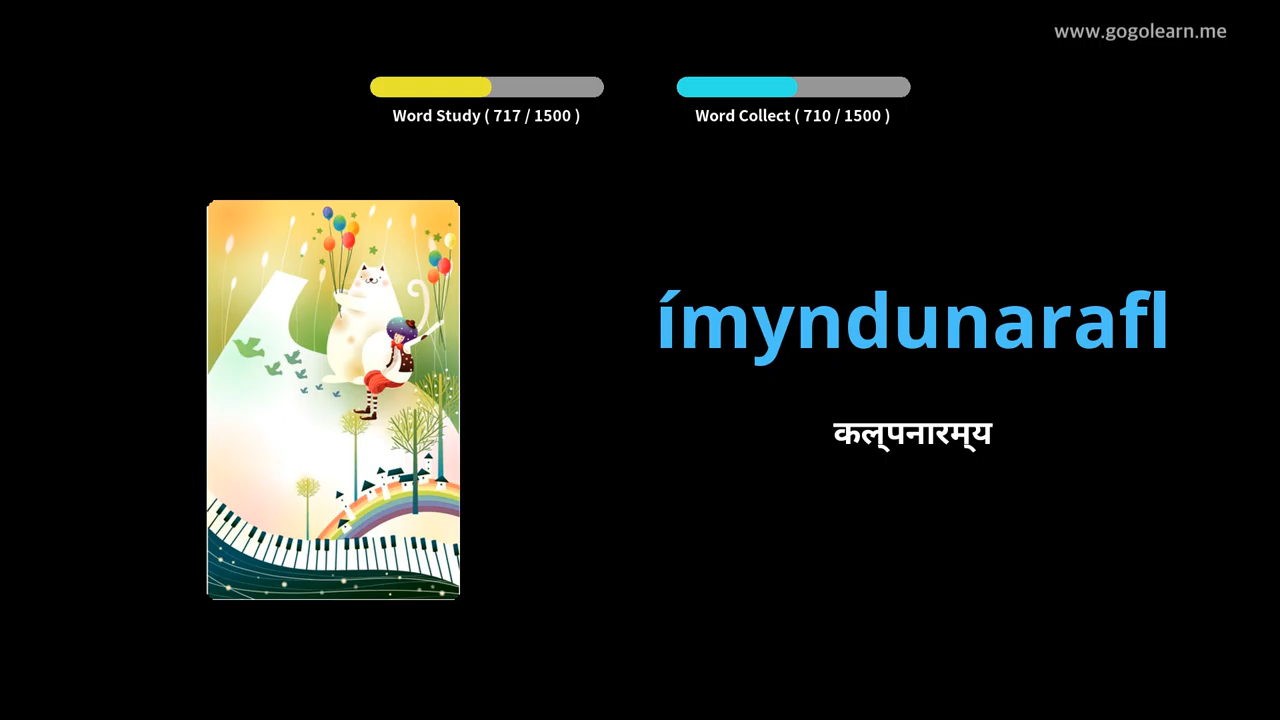 www.gogolearn.me
Word Study ( 717 / 1500 )
Word Collect ( 710 / 1500 )
ímyndunarafl
कल्पनारम्य